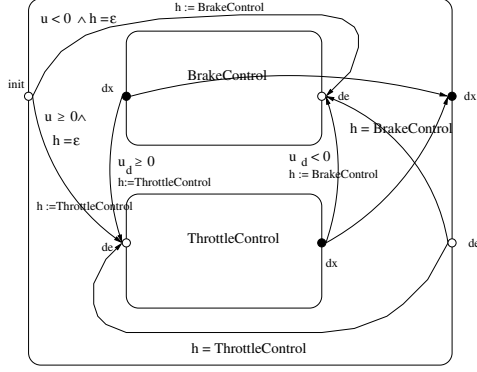 h := BrakeControl
u < 0 ∧ h = ε
init
dx
BrakeControl
de
dx
u ≥ 0∧
h = ε
h = BrakeControl
u_d ≥ 0
h:=ThrottleControl
u_d < 0
h := BrakeControl
h :=ThrottleControl
de
ThrottleControl
de
dx
h = ThrottleControl